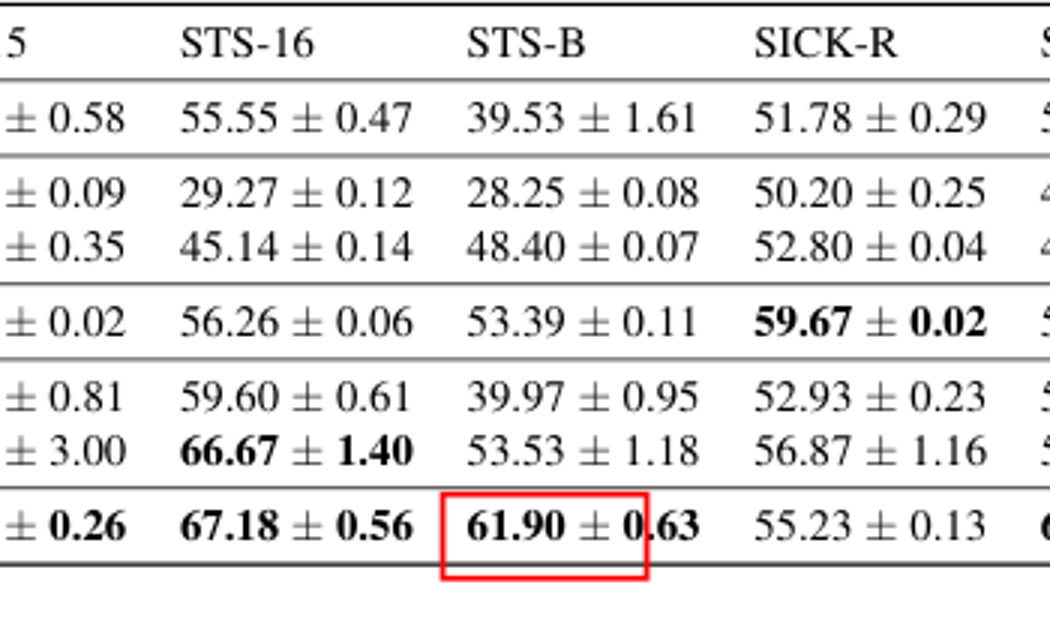 5 STS-16 STS-B SICK-R
± 0.58 55.55 ± 0.47 39.53 ± 1.61 51.78 ± 0.29
± 0.09 29.27 ± 0.12 28.25 ± 0.08 50.20 ± 0.25
± 0.35 45.14 ± 0.14 48.40 ± 0.07 52.80 ± 0.04
± 0.02 56.26 ± 0.06 53.39 ± 0.11 59.67 ± 0.02
± 0.81 59.60 ± 0.61 39.97 ± 0.95 52.93 ± 0.23
± 3.00 66.67 ± 1.40 53.53 ± 1.18 56.87 ± 1.16
± 0.26 67.18 ± 0.56 61.90 ± 0.63 55.23 ± 0.13